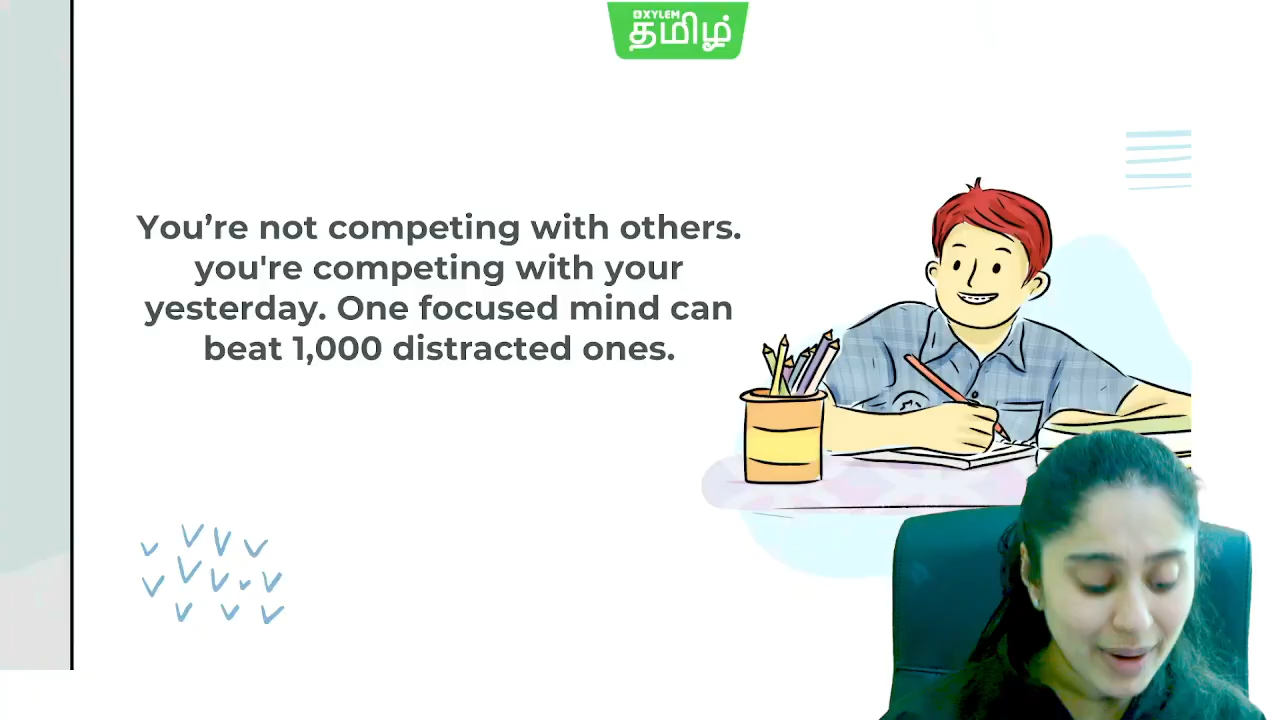 XYLEM
தமிழ்
You’re not competing with others.
you're competing with your
yesterday. One focused mind can
beat 1,000 distracted ones.